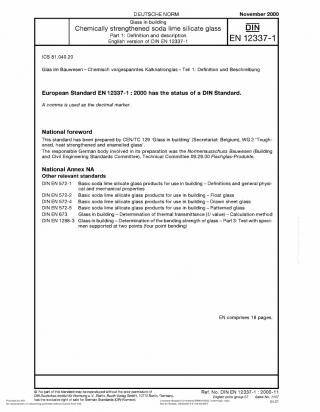 DEUTSCHE NORM
November 2000
Glass in building
Chemically strengthened soda lime silicate glass
Part 1: Definition and description
English version of DIN EN 12337-1
DIN
EN 12337-1
ICS 81.040.20
Glas im Bauwesen – Chemisch vorgespanntes Kalknatronglas – Teil 1: Definition und Beschreibung
European Standard EN 12337-1 : 2000 has the status of a DIN Standard.
A comma is used as the decimal marker.
National foreword
This standard has been prepared by CEN/TC 129 'Glass in building' (Secretariat: Belgium), WG 2 'Tough-
ened, heat strengthened and enamelled glass'.
The responsible German body involved in its preparation was the Normenausschuss Bauwesen (Building
and Civil Engineering Standards Committee), Technical Committee 09.29.00 Flachglas-Produkte.
National Annex NA
Other relevant standards
DIN EN 572-1 Basic soda lime silicate glass products for use in building – Definitions and general physi-
cal and mechanical properties
DIN EN 572-2 Basic soda lime silicate glass products for use in building – Float glass
DIN EN 572-4 Basic soda lime silicate glass products for use in building – Drawn sheet glass
DIN EN 572-5 Basic soda lime silicate glass products for use in building – Patterned glass
DIN EN 673 Glass in building – Determination of thermal transmittance (U value) – Calculation method
DIN EN 1288-3 Glass in building – Determination of the bending strength of glass – Part 3: Test with speci-
men supported at two points (four point bending)
EN comprises 18 pages.
© No part of this standard may be reproduced without the prior permission of
DIN Deutsches Institut für Normung e.V., Berlin. Beuth Verlag GmbH, 10772 Berlin, Germany,
has the exclusive right of sale for German Standards (DIN-Normen).
Ref. No. DIN EN 12337-1 : 2000-11
English price group 07 Sales No. 1107